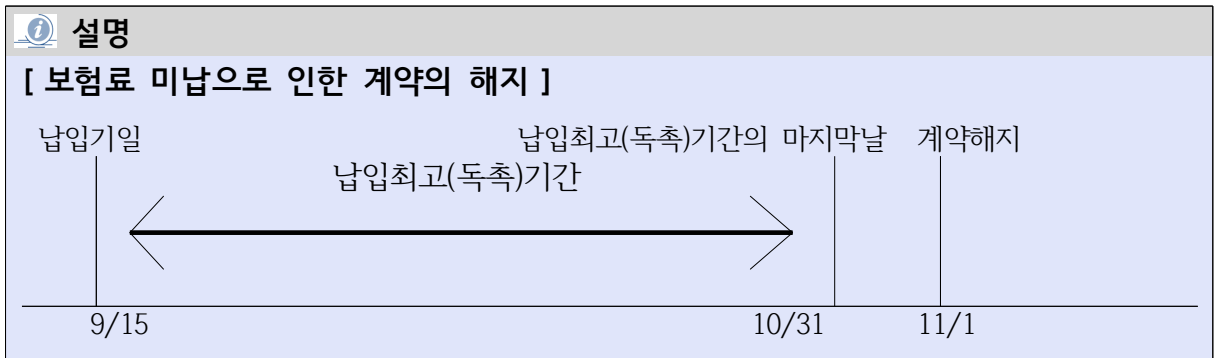 설명
[ 보험료 미납으로 인한 계약의 해지 ]
납입기일 납입최고(독촉)기간의 마지막날 계약해지
납입최고(독촉)기간
9/15 10/31 11/1